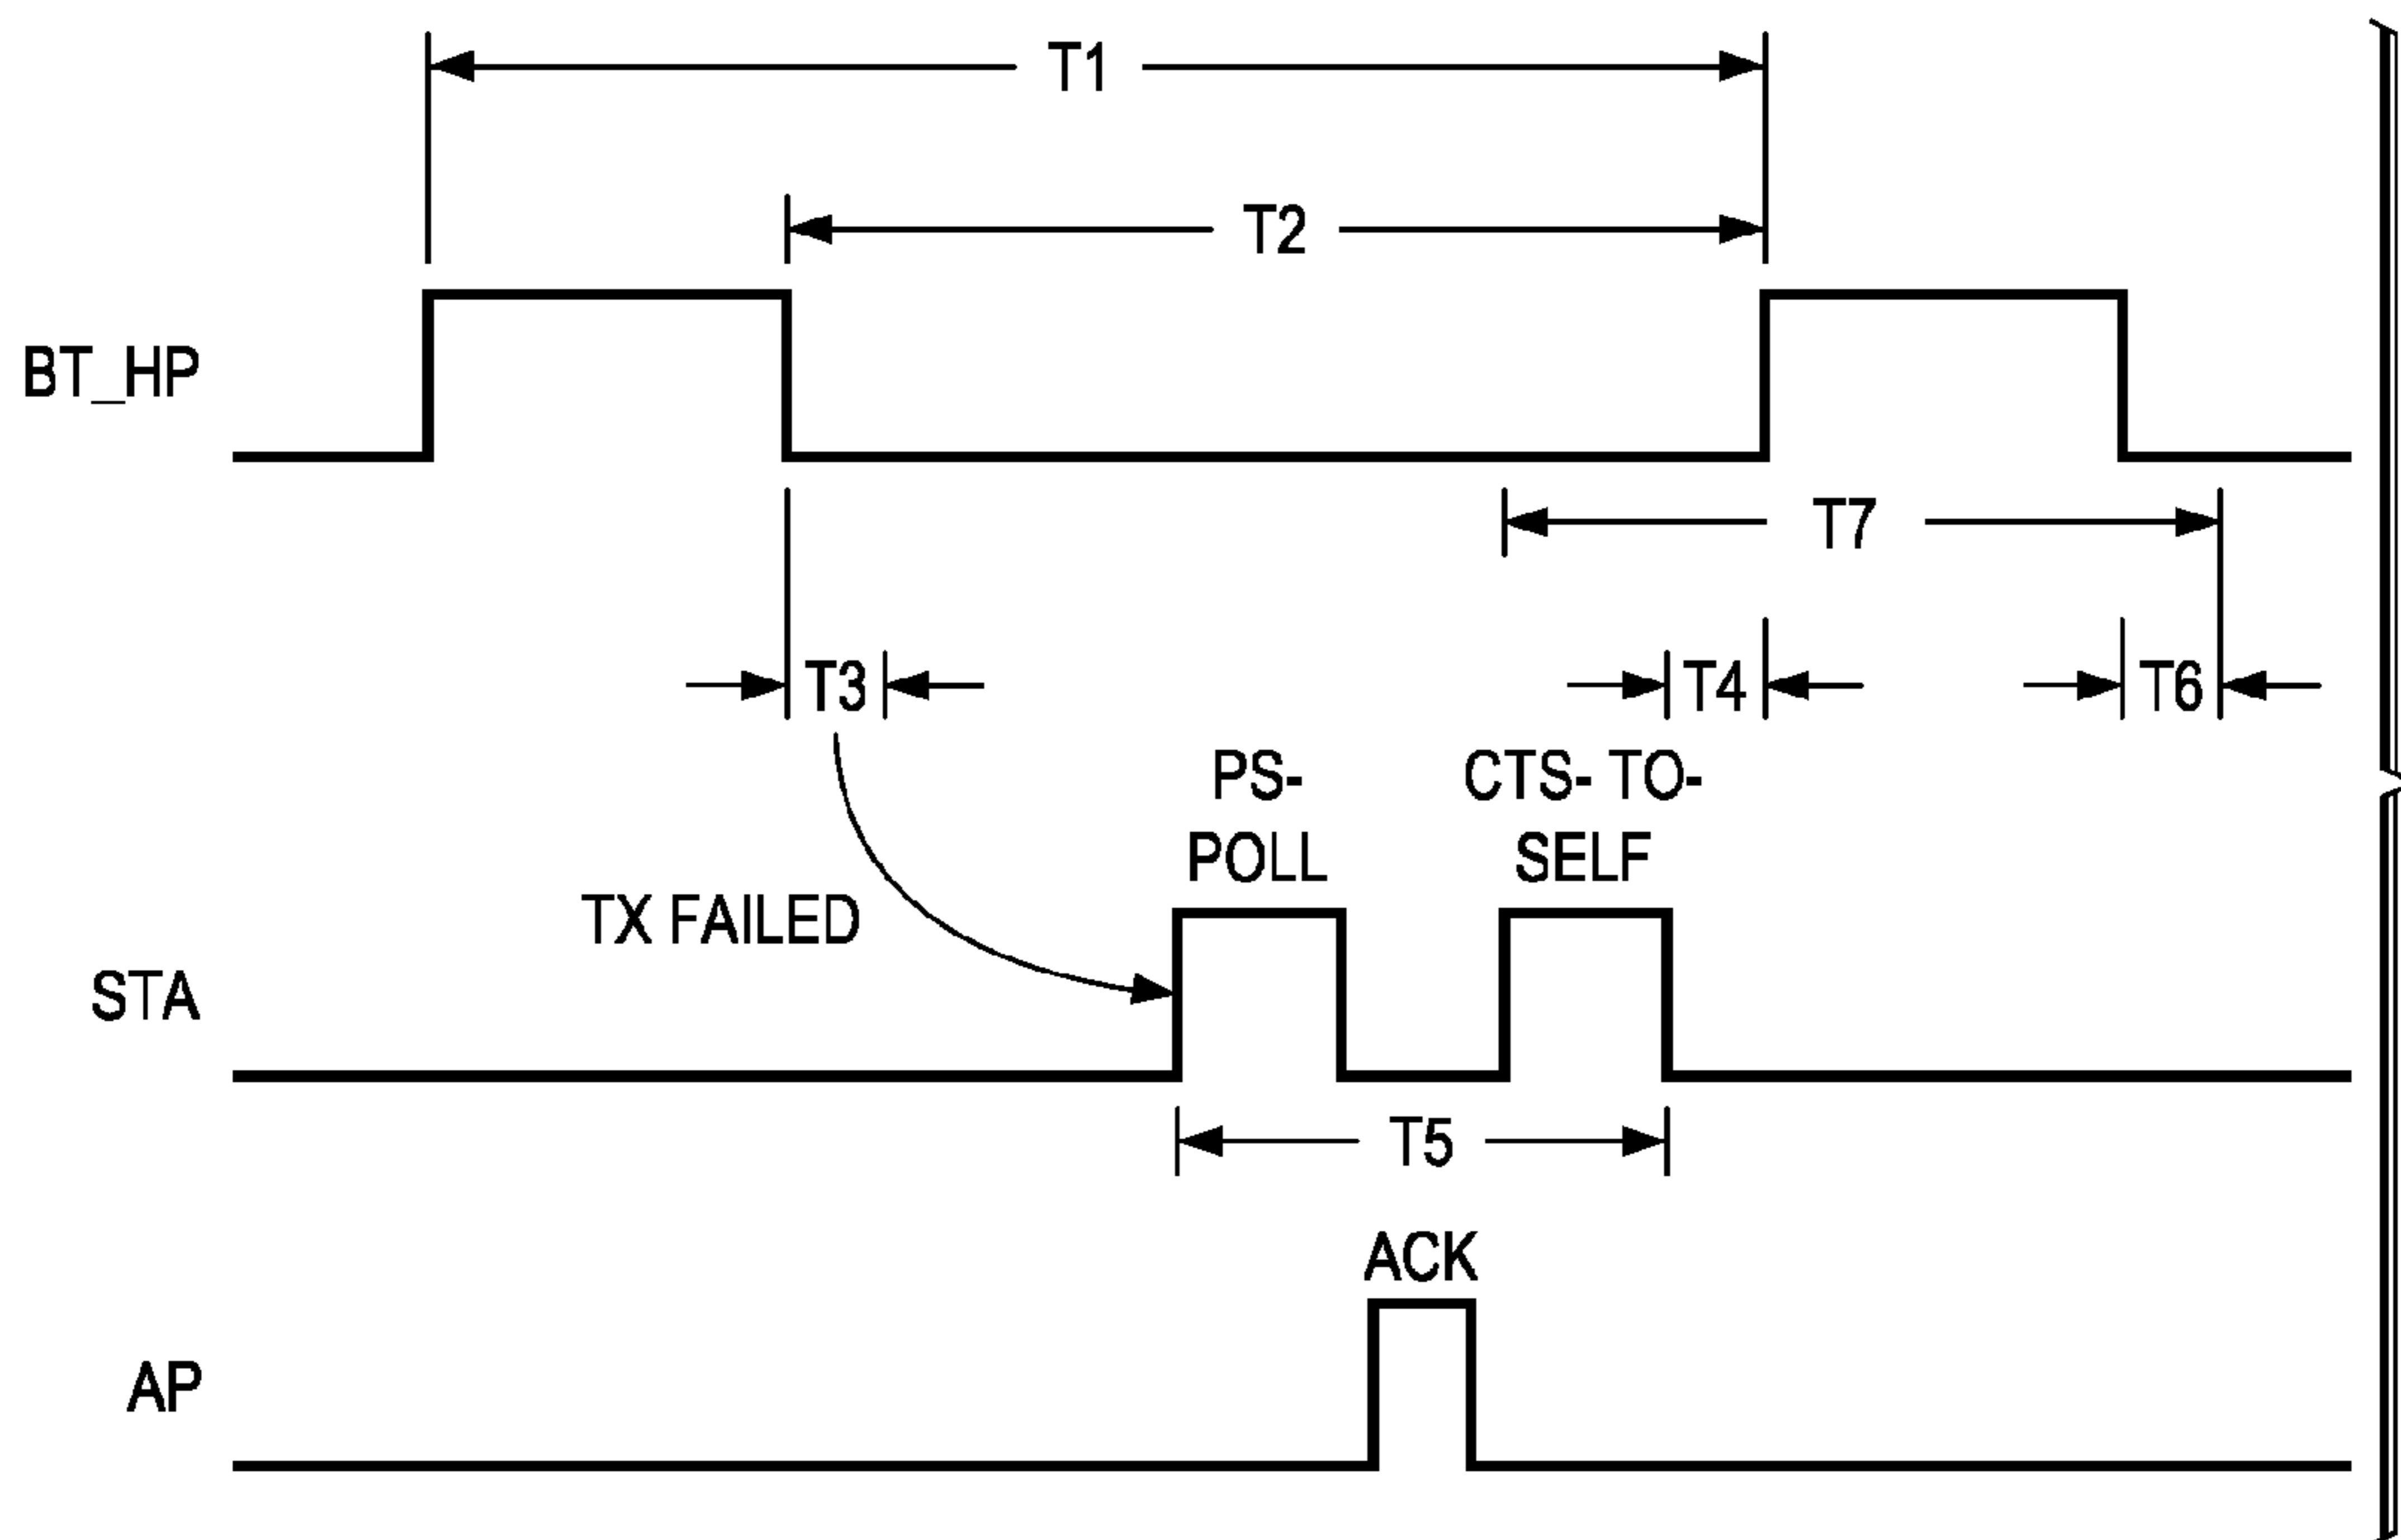 T1
T2
BT_HP
T7
T3
T4
T6
PS-
POLL
CTS- TO-
SELF
TX FAILED
STA
T5
ACK
AP